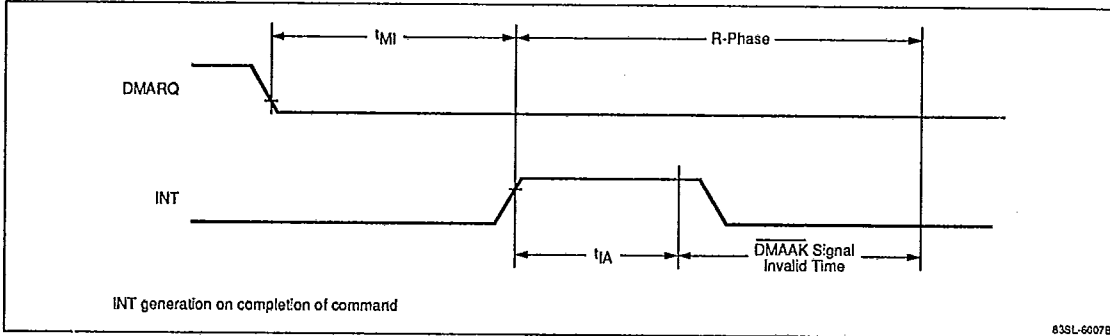 tMI
R-Phase
DMARQ
INT
tIA
DMAAK Signal
Invalid Time
INT generation on completion of command
83SL-6007B